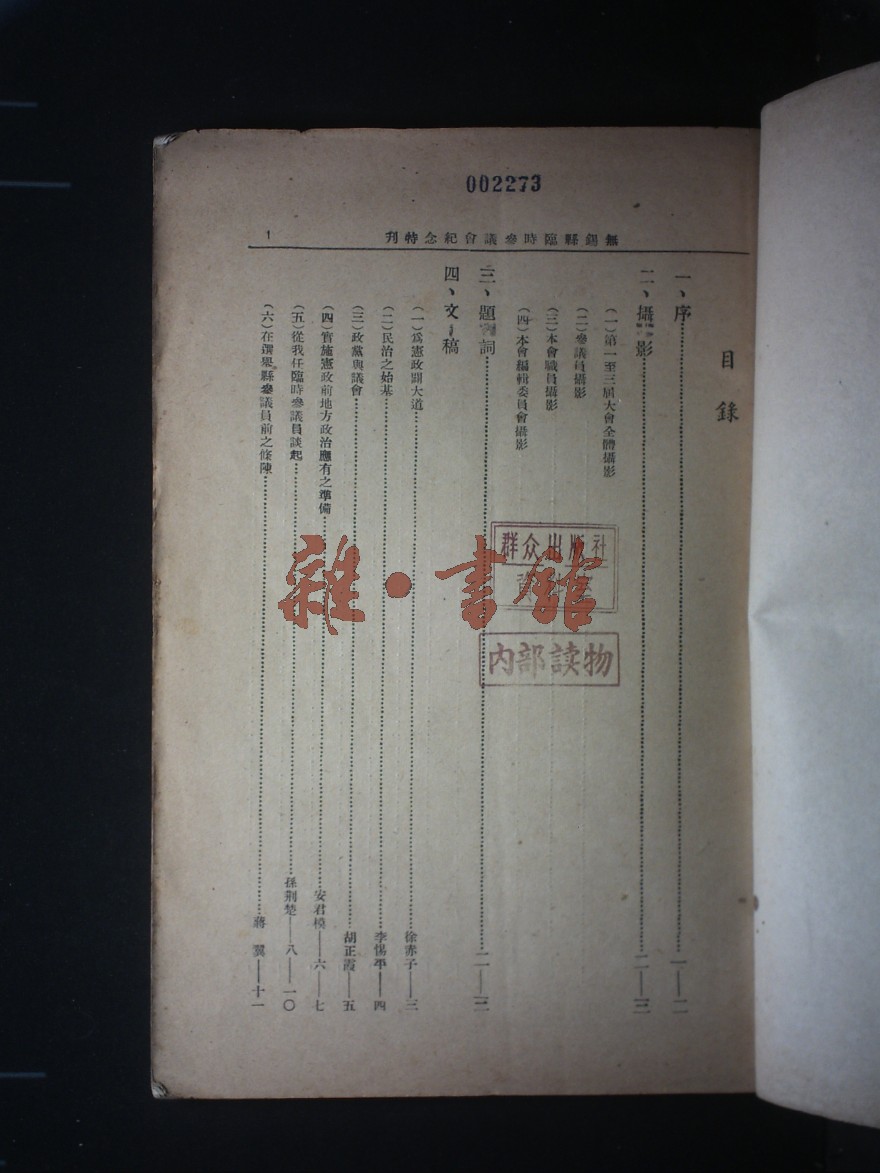 002273
無錫縣臨時參議會紀念特刊
1
目錄
一、序……一——二
二、攝影……二——三
(一)第一至三屆大會全體攝影
(二)參議員攝影
(三)本會職員攝影
(四)本會編輯委員會攝影
三、題詞……二——三
四、文稿
(一)爲憲政開大道……徐赤子——三
(二)民治之始基……李惕平——四
(三)政黨與議會……胡正霞——五
(四)實施憲政前地方政治應有之準備……安君模——六——七
(五)從我任臨時參議員談起……孫荆楚——八——一〇
(六)在選舉縣參議員前之條陳……蔣 翼——十一
群众出版社
内部读物
雜·書館